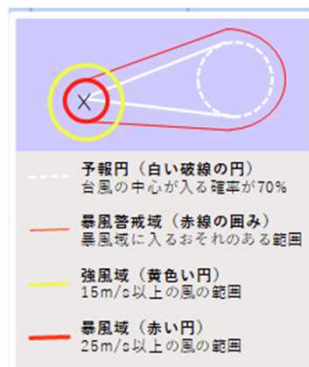 予報円（白い破線の円）
台風の中心が入る確率が70%
暴風警戒域（赤線の囲み）
暴風域に入るおそれのある範囲
強風域（黄色い円）
15m/s以上の風の範囲
暴風域（赤い円）
25m/s以上の風の範囲